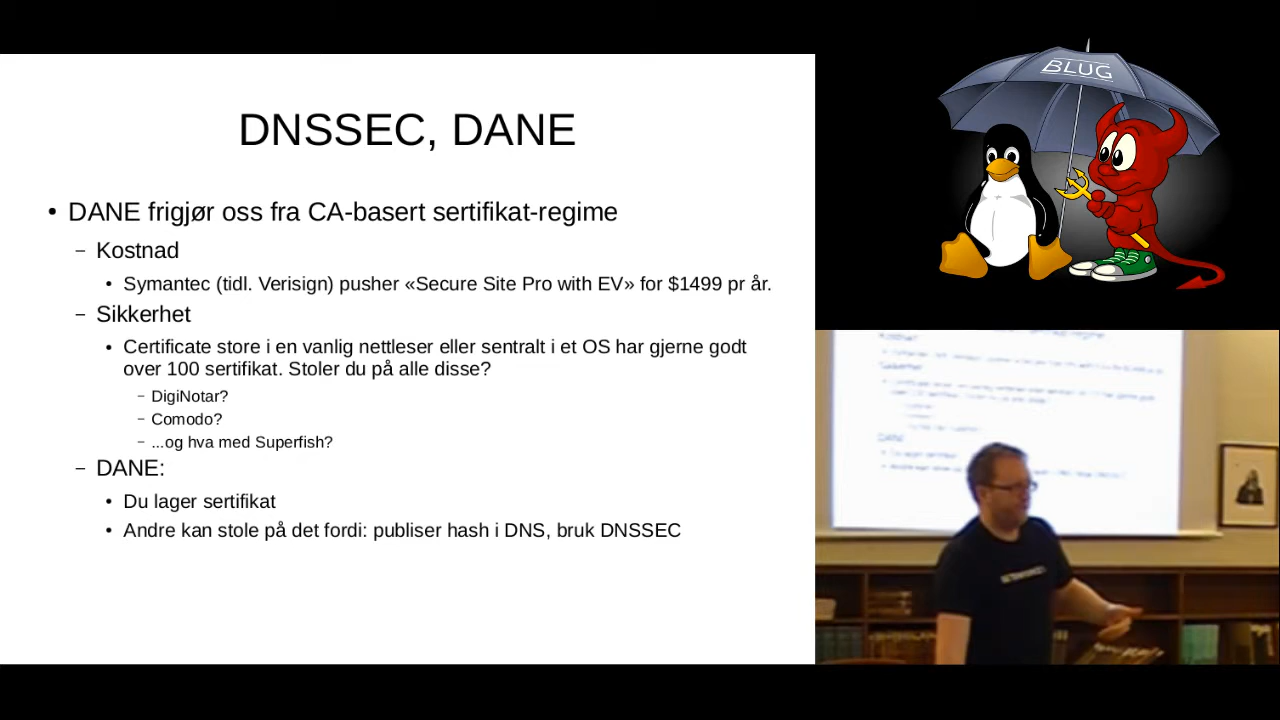 DNSSEC, DANE
• DANE frigjør oss fra CA-basert sertifikat-regime
– Kostnad
• Symantec (tidl. Verisign) pusher «Secure Site Pro with EV» for $1499 pr år.
– Sikkerhet
• Certificate store i en vanlig nettleser eller sentralt i et OS har gjerne godt
over 100 sertifikat. Stoler du på alle disse?
– DigiNotar?
– Comodo?
– ...og hva med Superfish?
– DANE:
• Du lager sertifikat
• Andre kan stole på det fordi: publiser hash i DNS, bruk DNSSEC
BLUG